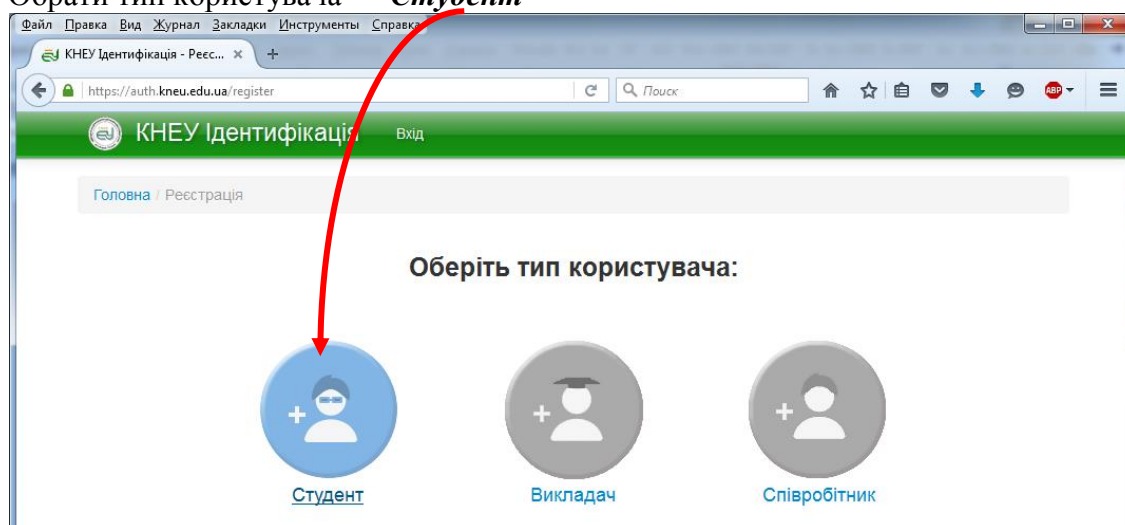 Обрати тип користувача Студент
Файл Правка Вид Журнал Закладки Инструменты Справка
КНЕУ Ідентифікація - Реєс... × +
https://auth.kneu.edu.ua/register Поиск ABP
КНЕУ Ідентифікація Вхід
Головна / Реєстрація
Оберіть тип користувача:
Студент Викладач Співробітник